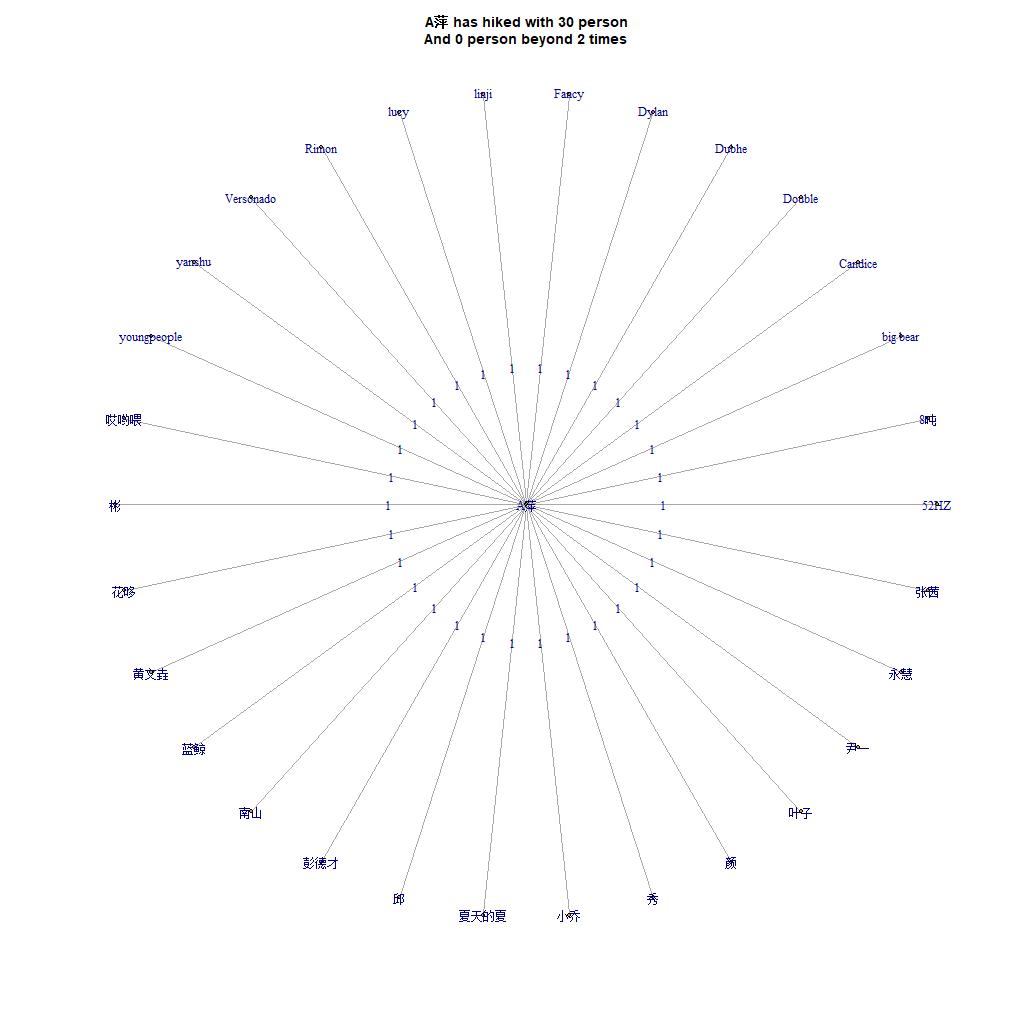 A萍 has hiked with 30 person
And 0 person beyond 2 times
linji
Fancy
lucy
Dylan
Rimon
Dubhe
Versonado
Double
yanshu
Candice
youngpeople
big bear
1
1
1
1
1
1
1
1
1
1
1
1
哎哟喂
8吨
1
1
彬
1
A萍
1
52HZ
1
1
花哆
张茜
1
1
1
1
1
1
1
1
1
1
1
1
黄文垚
永慧
蓝鲸
尹一
南山
叶子
彭德才
颜
邱
秀
夏天的夏
小乔